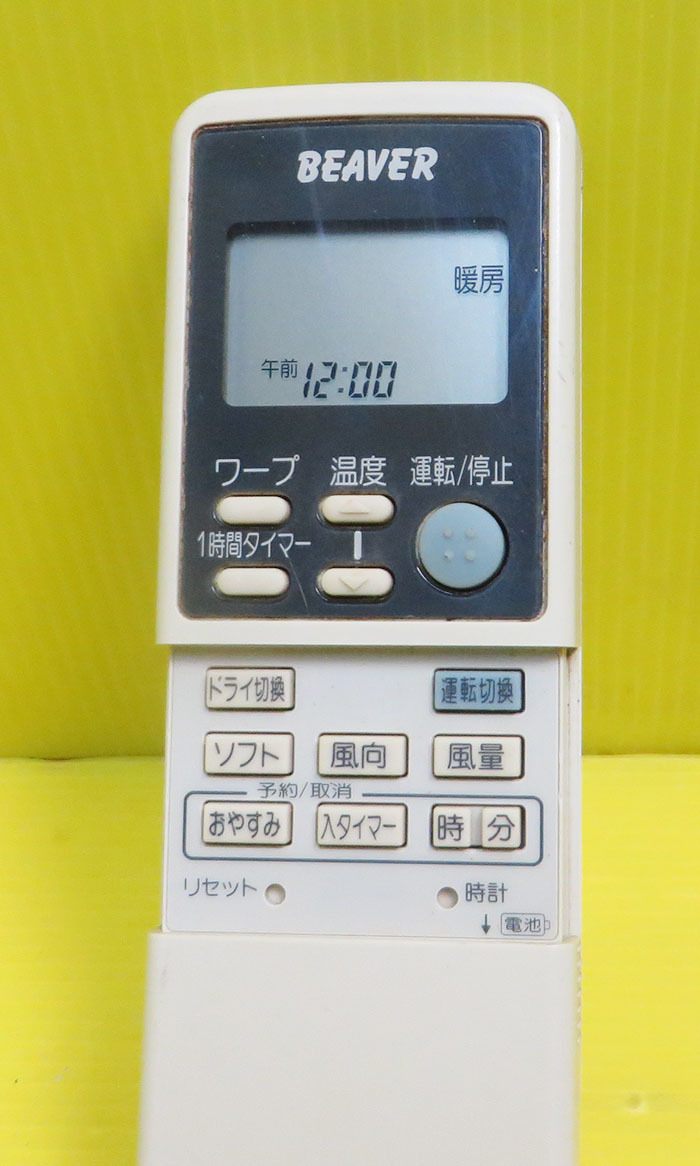 BEAVER
暖房
午前12:00
ワープ 温度 運転/停止
1時間タイマー
ドライ切換 運転切換
ソフト 風向 風量
予約/取消
おやすみ 入タイマー 時 分
リセット 時計
↓ 電池